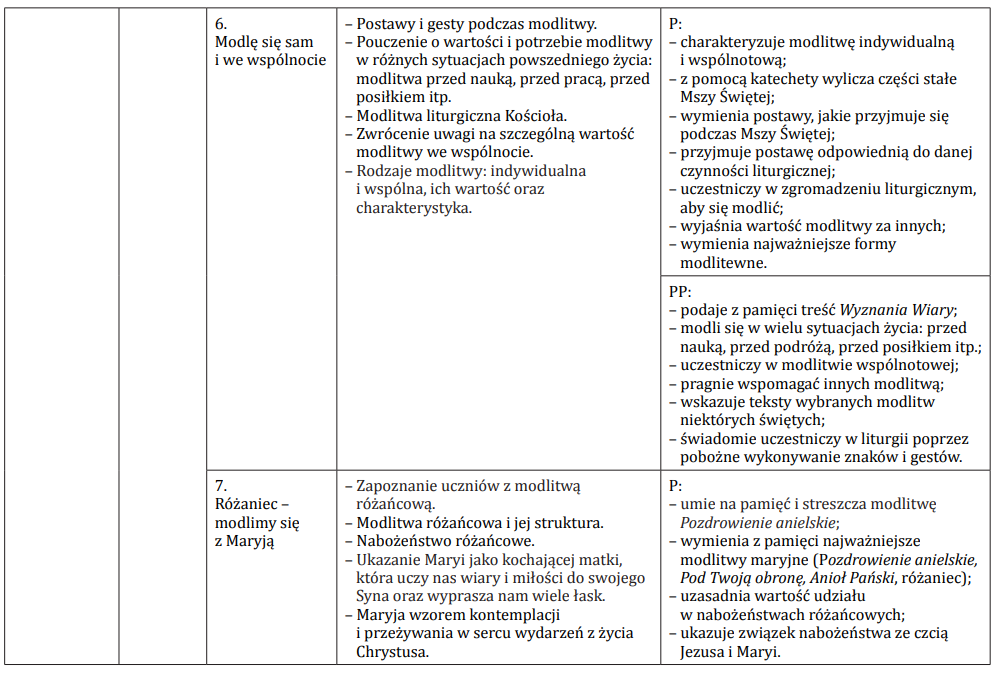 6.
Modlę się sam
i we wspólnocie
– Postawy i gesty podczas modlitwy.
– Pouczenie o wartości i potrzebie modlitwy
w różnych sytuacjach powszedniego życia:
modlitwa przed nauką, przed pracą, przed
posiłkiem itp.
– Modlitwa liturgiczna Kościoła.
– Zwrócenie uwagi na szczególną wartość
modlitwy we wspólnocie.
– Rodzaje modlitwy: indywidualna
i wspólna, ich wartość oraz
charakterystyka.
P:
– charakteryzuje modlitwę indywidualną
i wspólnotową;
– z pomocą katechety wylicza części stałe
Mszy Świętej;
– wymienia postawy, jakie przyjmuje się
podczas Mszy Świętej;
– przyjmuje postawę odpowiednią do danej
czynności liturgicznej;
– uczestniczy w zgromadzeniu liturgicznym,
aby się modlić;
– wyjaśnia wartość modlitwy za innych;
– wymienia najważniejsze formy
modlitewne.
PP:
– podaje z pamięci treść Wyznania Wiary;
– modli się w wielu sytuacjach życia: przed
nauką, przed podróżą, przed posiłkiem itp.;
– uczestniczy w modlitwie wspólnotowej;
– pragnie wspomagać innych modlitwą;
– wskazuje teksty wybranych modlitw
niektórych świętych;
– świadomie uczestniczy w liturgii poprzez
pobożne wykonywanie znaków i gestów.
7.
Różaniec –
modlimy się
z Maryją
– Zapoznanie uczniów z modlitwą
różańcową.
– Modlitwa różańcowa i jej struktura.
– Nabożeństwo różańcowe.
– Ukazanie Maryi jako kochającej matki,
która uczy nas wiary i miłości do swojego
Syna oraz wyprasza nam wiele łask.
– Maryja wzorem kontemplacji
i przeżywania w sercu wydarzeń z życia
Chrystusa.
P:
– umie na pamięć i streszcza modlitwę
Pozdrowienie anielskie;
– wymienia z pamięci najważniejsze
modlitwy maryjne (Pozdrowienie anielskie,
Pod Twoją obronę, Anioł Pański, różaniec);
– uzasadnia wartość udziału
w nabożeństwach różańcowych;
– ukazuje związek nabożeństwa ze czcią
Jezusa i Maryi.